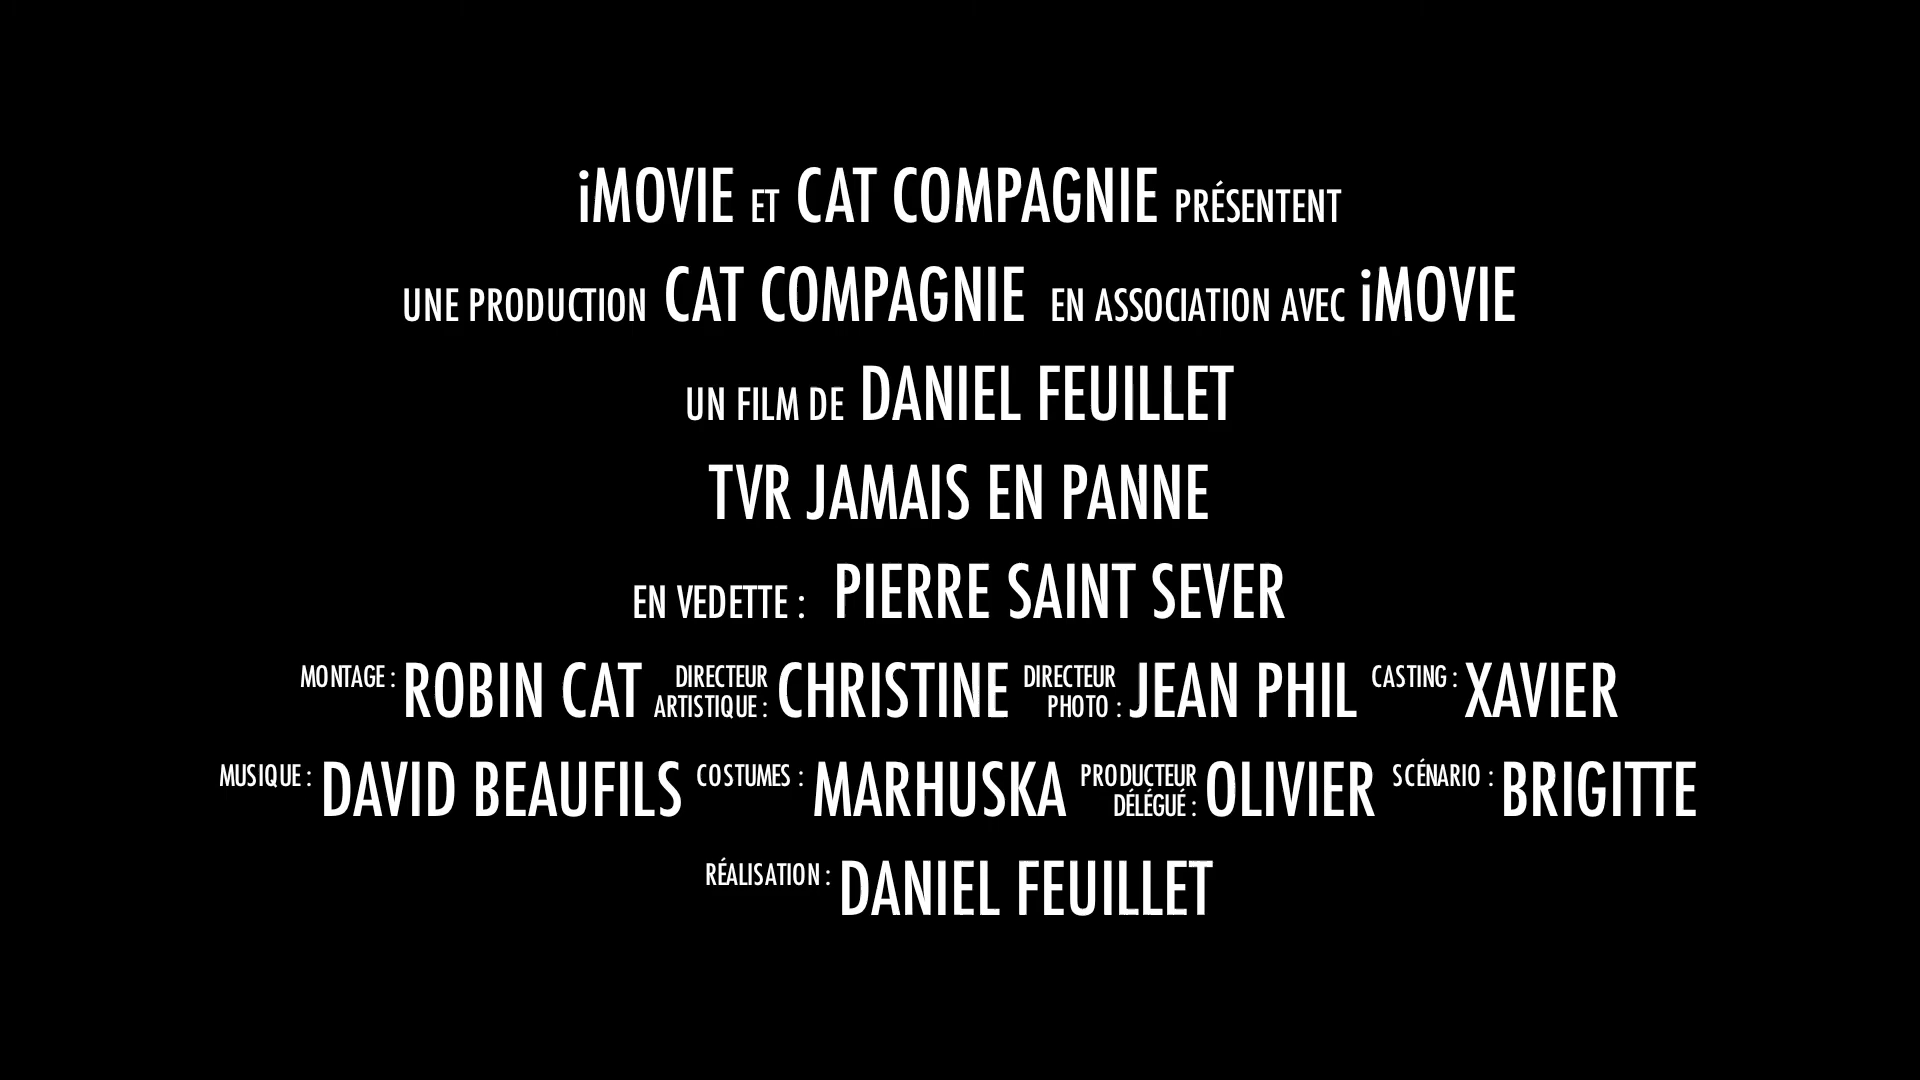 iMOVIE ET CAT COMPAGNIE PRÉSENTENT
UNE PRODUCTION CAT COMPAGNIE EN ASSOCIATION AVEC iMOVIE
UN FILM DE DANIEL FEUILLET
TVR JAMAIS EN PANNE
EN VEDETTE : PIERRE SAINT SEVER
MONTAGE : ROBIN CAT DIRECTEUR ARTISTIQUE : CHRISTINE DIRECTEUR PHOTO : JEAN PHIL CASTING : XAVIER
MUSIQUE : DAVID BEAUFILS COSTUMES : MARHUSKA PRODUCTEUR DÉLÉGUÉ : OLIVIER SCÉNARIO : BRIGITTE
RÉALISATION : DANIEL FEUILLET